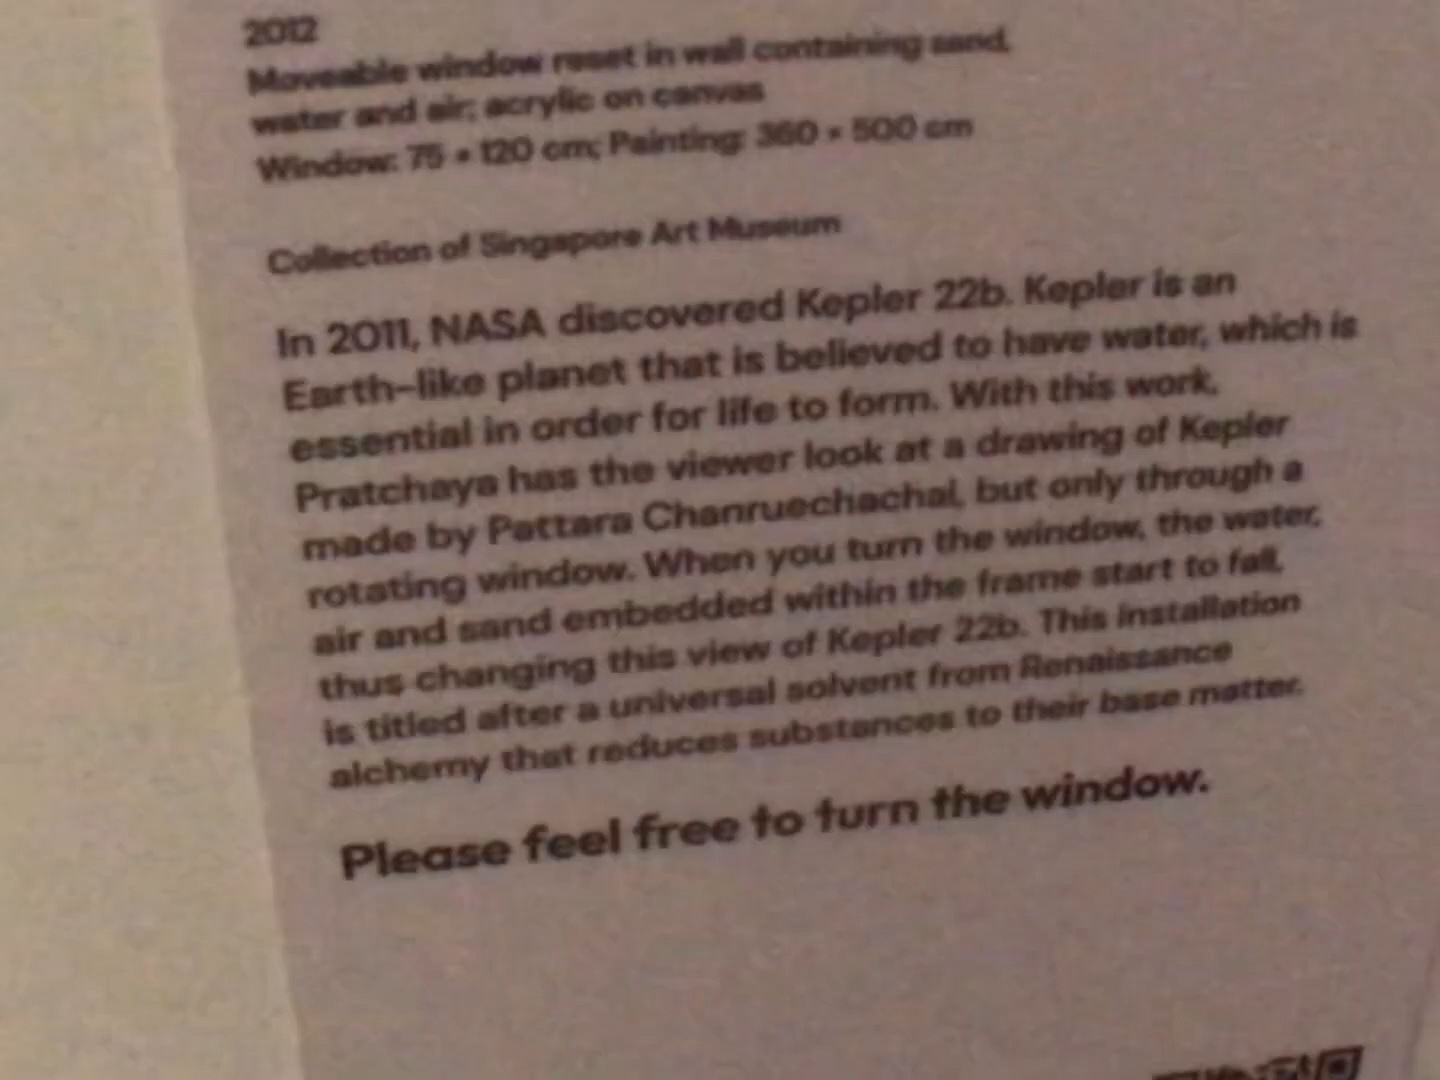 2012
Moveable window reset in wall containing sand,
water and air; acrylic on canvas
Window: 75 × 120 cm; Painting: 360 × 500 cm
Collection of Singapore Art Museum
In 2011, NASA discovered Kepler 22b. Kepler is an
Earth-like planet that is believed to have water, which is
essential in order for life to form. With this work,
Pratchaya has the viewer look at a drawing of Kepler
made by Pattara Chanruechachai, but only through a
rotating window. When you turn the window, the water,
air and sand embedded within the frame start to fall,
thus changing this view of Kepler 22b. This installation
is titled after a universal solvent from Renaissance
alchemy that reduces substances to their base matter.
Please feel free to turn the window.